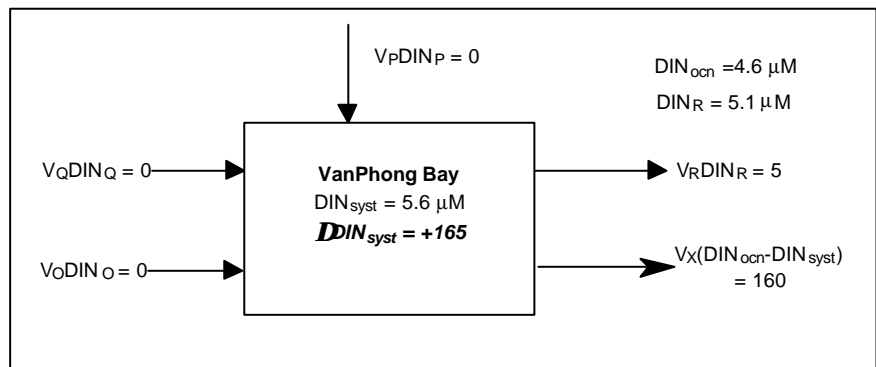 VPDINP = 0
DINocn =4.6 μM
DINR = 5.1 μM
VQDINQ = 0
VanPhong Bay
DINsyst = 5.6 μM
DDINsyst = +165
VRDINR = 5
VODINO = 0
VX(DINocn-DINsyst)
= 160